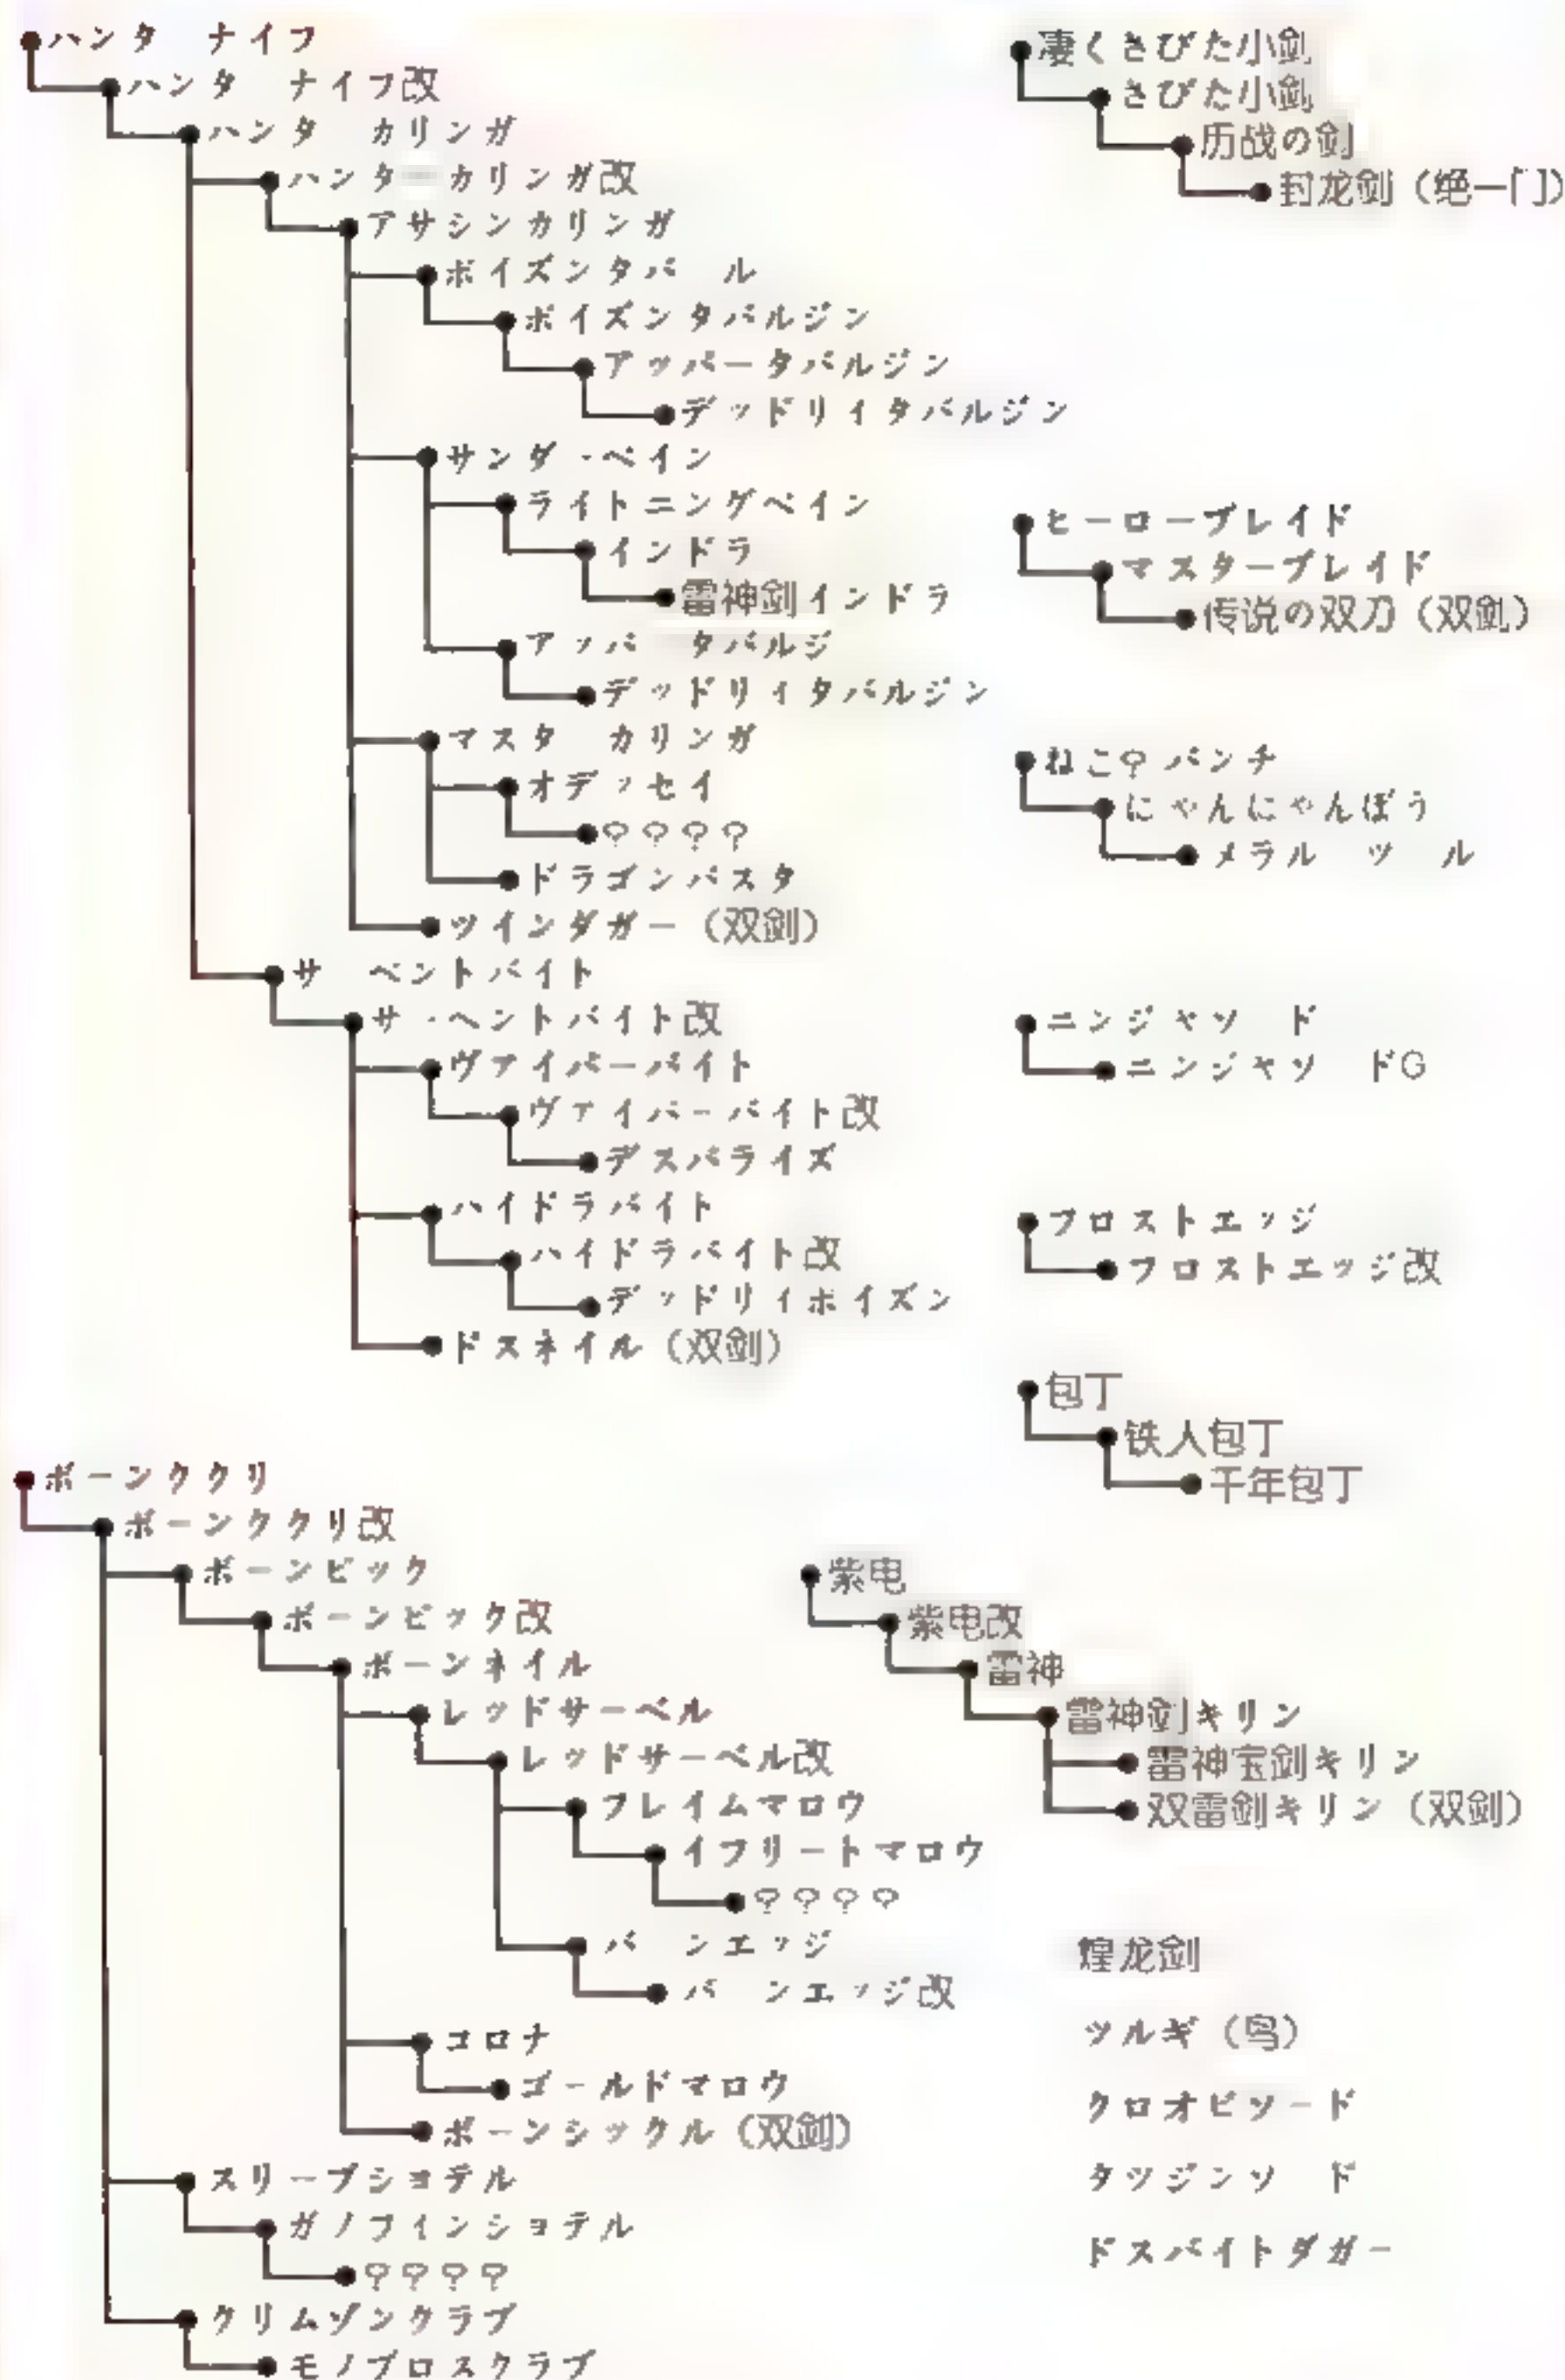 ハンタ ナイフ
ハンタ ナイフ改
ハンタ カリンガ
ハンターカリンガ改
アサシンカリンガ
ポイズンタバ ル
ポイズンタバルジン
アッパータバルジン
デッドリィタバルジン
サンダーベイン
ライトニングベイン
インドラ
雷神剑インドラ
アッパ タバルジ
デッドリィタバルジン
マスタ カリンガ
オデッセイ
????
ドラゴンバスタ
ツインダガー（双剑）
サ ペントバイト
サーペントバイト改
ヴァイパーバイト
ヴァイパーバイト改
デスパライズ
ハイドラバイト
ハイドラバイト改
デッドリィポイズン
ドスネイル（双剑）
ボーンククリ
ボーンククリ改
ボーンピック
ボーンピック改
ボーンネイル
レッドサーベル
レッドサーベル改
フレイムマロウ
イフリートマロウ
????
バ ンエッジ
バ ンエッジ改
コロナ
ゴールドマロウ
ボーンシックル（双剑）
スリープショテル
ガノフィンショテル
????
クリムゾンクラブ
モノブロスクラブ
凄くさびた小剑
さびた小剑
历战の剑
封龙剑（绝一门）
ヒーローブレイド
マスターブレイド
传说の双刀（双剑）
ねこ?パンチ
にゃんにゃんぼう
メラル ツ ル
ニンジャソ ド
ニンジャソ ドG
フロストエッジ
フロストエッジ改
包丁
铁人包丁
千年包丁
紫电
紫电改
雷神
雷神剑キリン
雷神宝剑キリン
双雷剑キリン（双剑）
煌龙剑
ツルギ（鸟）
クロオビソード
タツジンソ ド
ドスバイトダガー